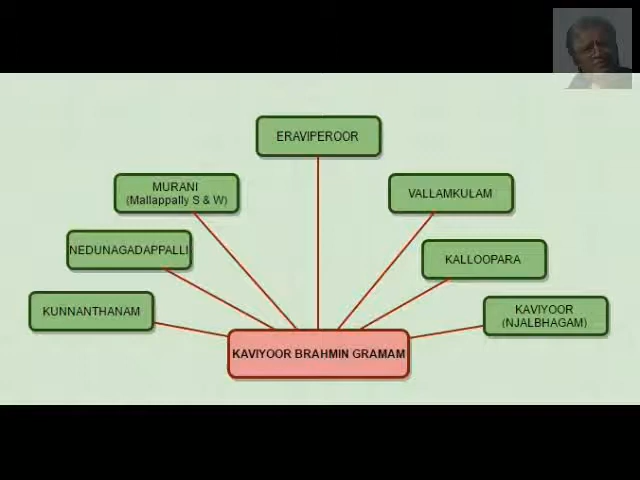 ERAVIPEROOR
MURANI
(Mallappally S & W)
VALLAMKULAM
NEDUNAGADAPPALLI
KALLOOPARA
KUNNANTHANAM
KAVIYOOR
(NJALBHAGAM)
KAVIYOOR BRAHMIN GRAMAM